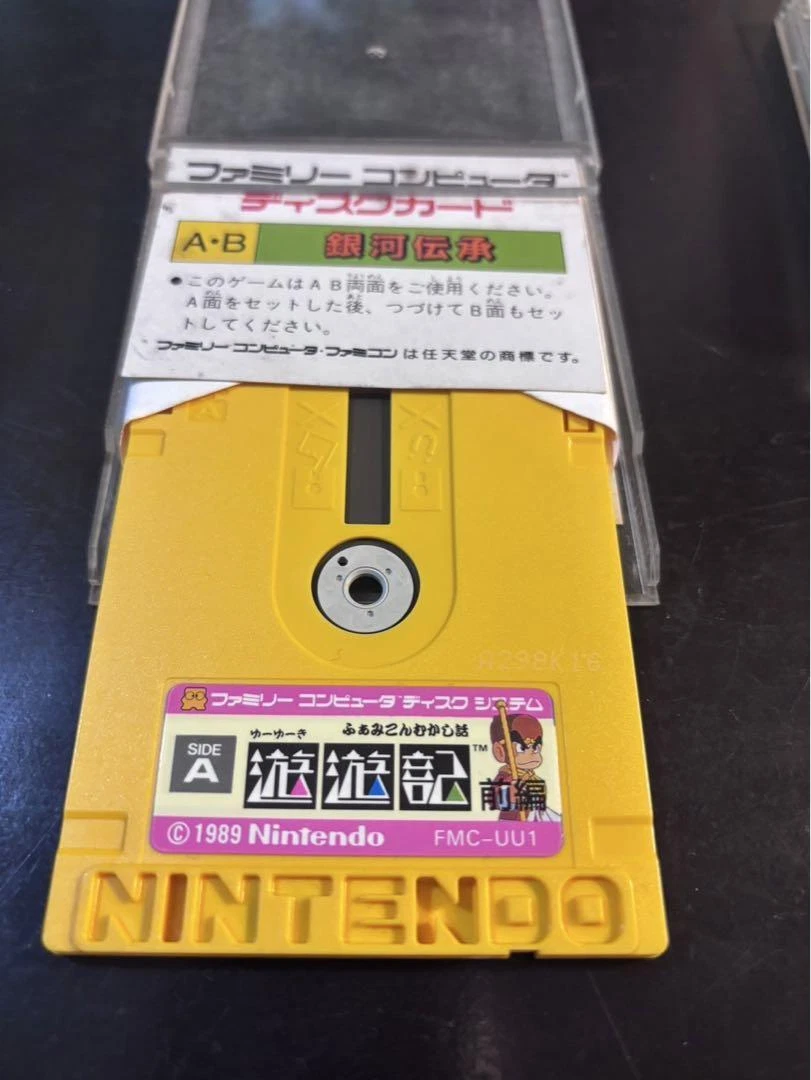 ファミリー コンピュータ™
ディスクカード
A・B 銀河伝承
●このゲームはAB両面をご使用ください。
A面をセットした後、つづけてB面もセッ
トしてください。
ファミリー コンピュータ・ファミコン は任天堂の商標です。
A298K16
ファミリー コンピュータ™ ディスク システム
ゆーゆーき ふぁみこんむかし話
SIDE
A
遊遊記™
前編
© 1989 Nintendo FMC-UU1
NINTENDO